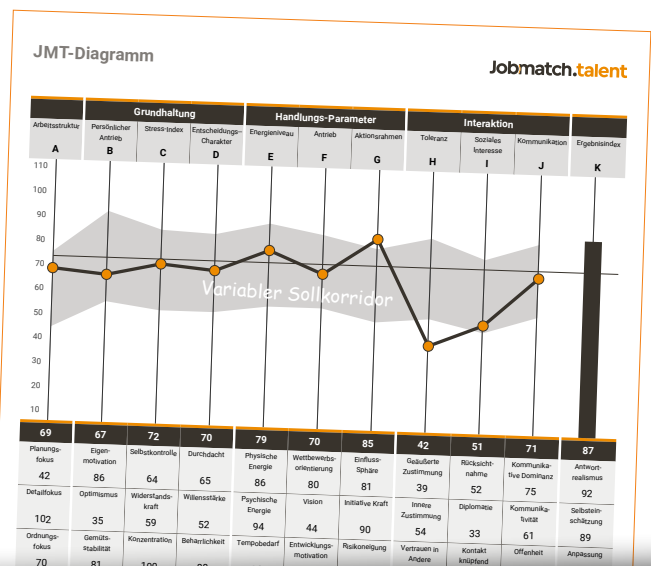 JMT-Diagramm
Jobmatch.talent
Grundhaltung Handlungs-Parameter Interaktion
Arbeitsstruktur Persönlicher Antrieb Stress-Index Entscheidungs-Charakter Energieniveau Antrieb Aktionsrahmen Toleranz Soziales Interesse Kommunikation Ergebnisindex
A B C D E F G H I J K
110
100
90
80
70
60
50
40
30
20
10
Variabler Sollkorridor
69 67 72 70 79 70 85 42 51 71 87
Planungs-fokus Eigen-motivation Selbstkontrolle Durchdacht Physische Energie Wettbewerbs-orientierung Einfluss-Sphäre Geäußerte Zustimmung Rücksicht-nahme Kommunika-tive Dominanz Antwort-realismus
42 86 64 65 86 80 81 39 52 75 92
Detailfokus Optimismus Widerstands-kraft Willensstärke Psychische Energie Vision Initiative Kraft Innere Zustimmung Diplomatie Kommunika-tivität Selbstein-schätzung
102 35 59 52 94 44 90 54 33 61 89
Ordnungs-fokus Gemüts-stabilität Konzentration Beharrlichkeit Tempobedarf Entwicklungs-motivation Risikoneigung Vertrauen in Andere Kontakt knüpfend Offenheit Anpassung
70 81